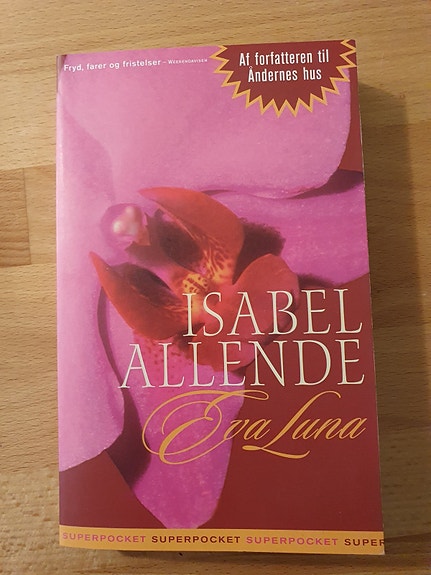 Fryd, farer og fristelser – WEEKENDAVISEN
Af forfatteren til
Åndernes hus
ISABEL
ALLENDE
Eva Luna
SUPERPOCKET SUPERPOCKET SUPERPOCKET SUPER